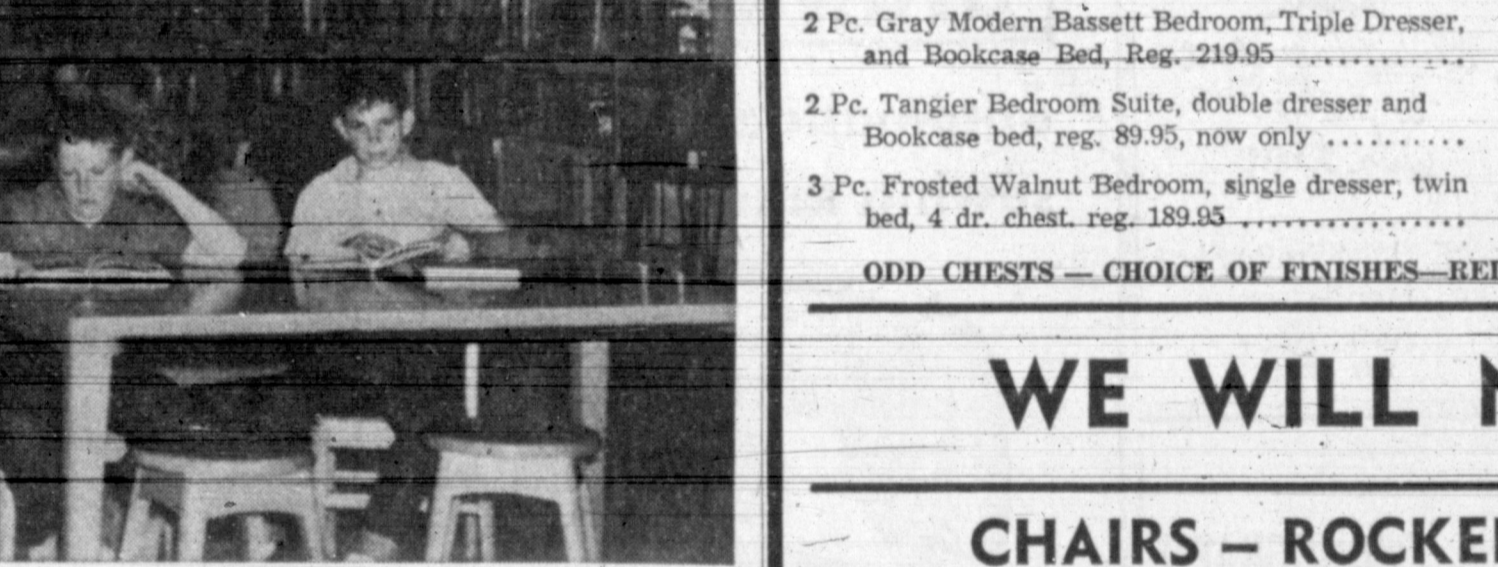 2 Pc. Gray Modern Bassett Bedroom, Triple Dresser,
and Bookcase Bed, Reg. 219.95 ............
2 Pc. Tangier Bedroom Suite, double dresser and
Bookcase bed, reg. 89.95, now only ..........
3 Pc. Frosted Walnut Bedroom, single dresser, twin
bed, 4 dr. chest. reg. 189.95 ................
ODD CHESTS — CHOICE OF FINISHES—
WE WILL
CHAIRS –